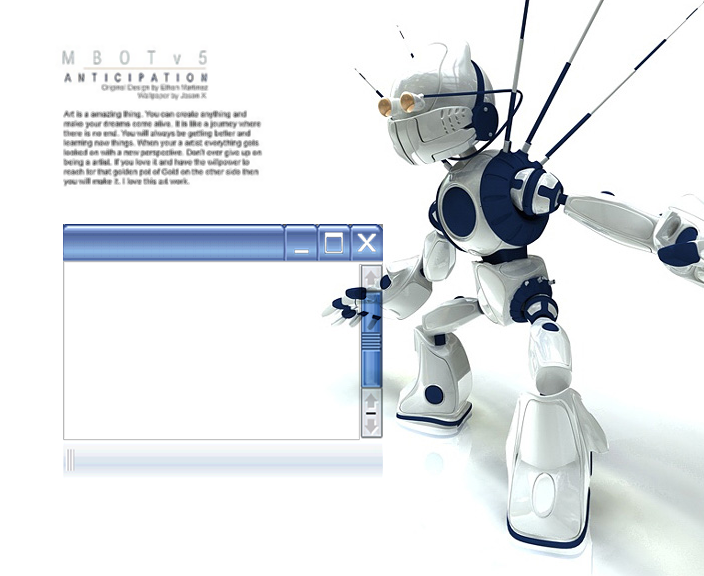 MBOTv5
ANTICIPATION
Original Design by Ethan Martinez
Wallpaper by Jason X
Art is a amazing thing. You can create anything and
make your dreams come alive. It is like a journey where
there is no end. You will always be getting better and
learning new things. When your a artist everything gets
looked on with a new perspective. Don't ever give up on
being a artist. If you love it and have the willpower to
reach for that golden pot of Gold on the other side then
you will make it. I love this art work.